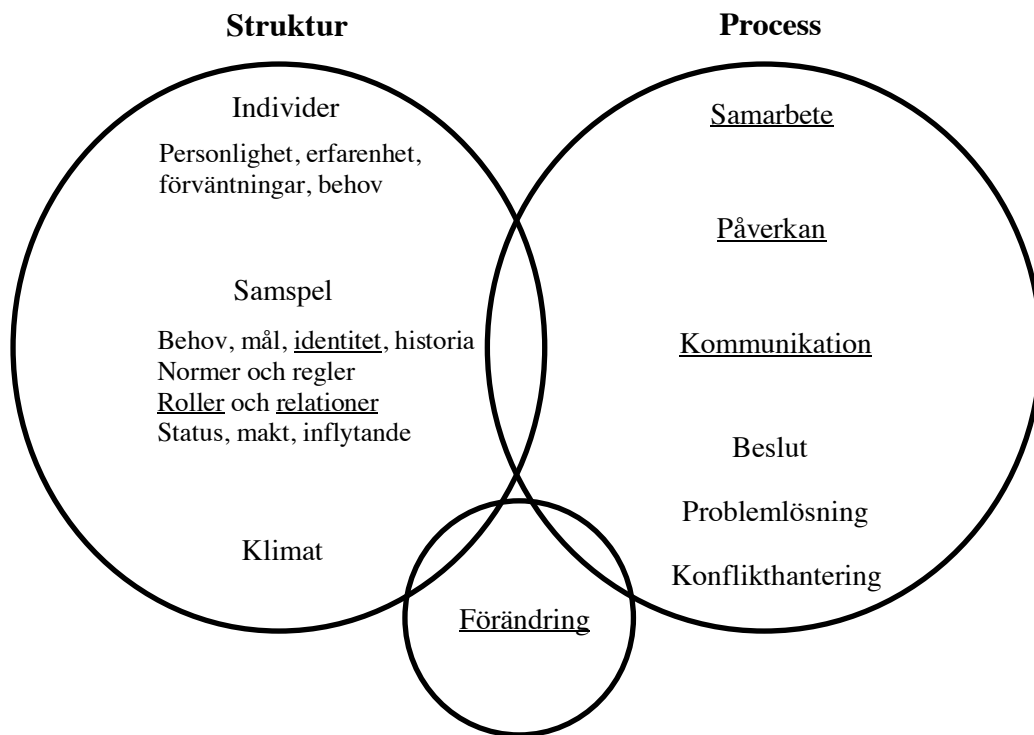 Struktur
Individer
Personlighet, erfarenhet,
förväntningar, behov
Samspel
Behov, mål, identitet, historia
Normer och regler
Roller och relationer
Status, makt, inflytande
Klimat
Process
Samarbete
Påverkan
Kommunikation
Beslut
Problemlösning
Konflikthantering
Förändring